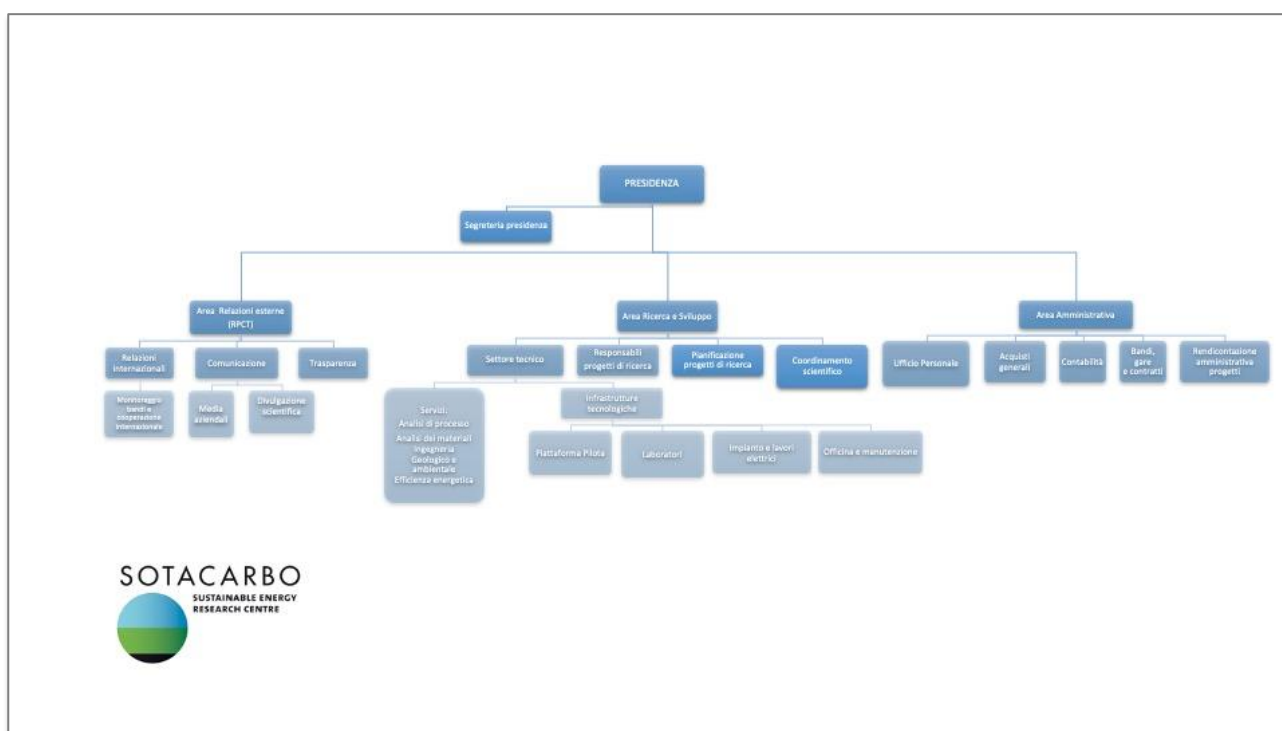 PRESIDENZA
Segreteria presidenza
Area Relazioni esterne
(RPCT)
Area Ricerca e Sviluppo
Area Amministrativa
Relazioni
internazionali
Comunicazione
Trasparenza
Settore tecnico
Responsabili
progetti di ricerca
Pianificazione
progetti di ricerca
Coordinamento
scientifico
Ufficio Personale
Acquisti
generali
Contabilità
Bandi,
gare
e contratti
Rendicontazione
amministrativa
progetti
Monitoraggio
bandi e
cooperazione
internazionale
Media
aziendali
Divulgazione
scientifica
Servizi:
Analisi di processo
Analisi dei materiali
Ingegneria
Geologico e
ambientale
Efficienza energetica
Infrastrutture
tecnologiche
Piattaforma Pilota
Laboratori
Impianto e lavori
elettrici
Officina e manutenzione
SOTACARBO
SUSTAINABLE ENERGY
RESEARCH CENTRE